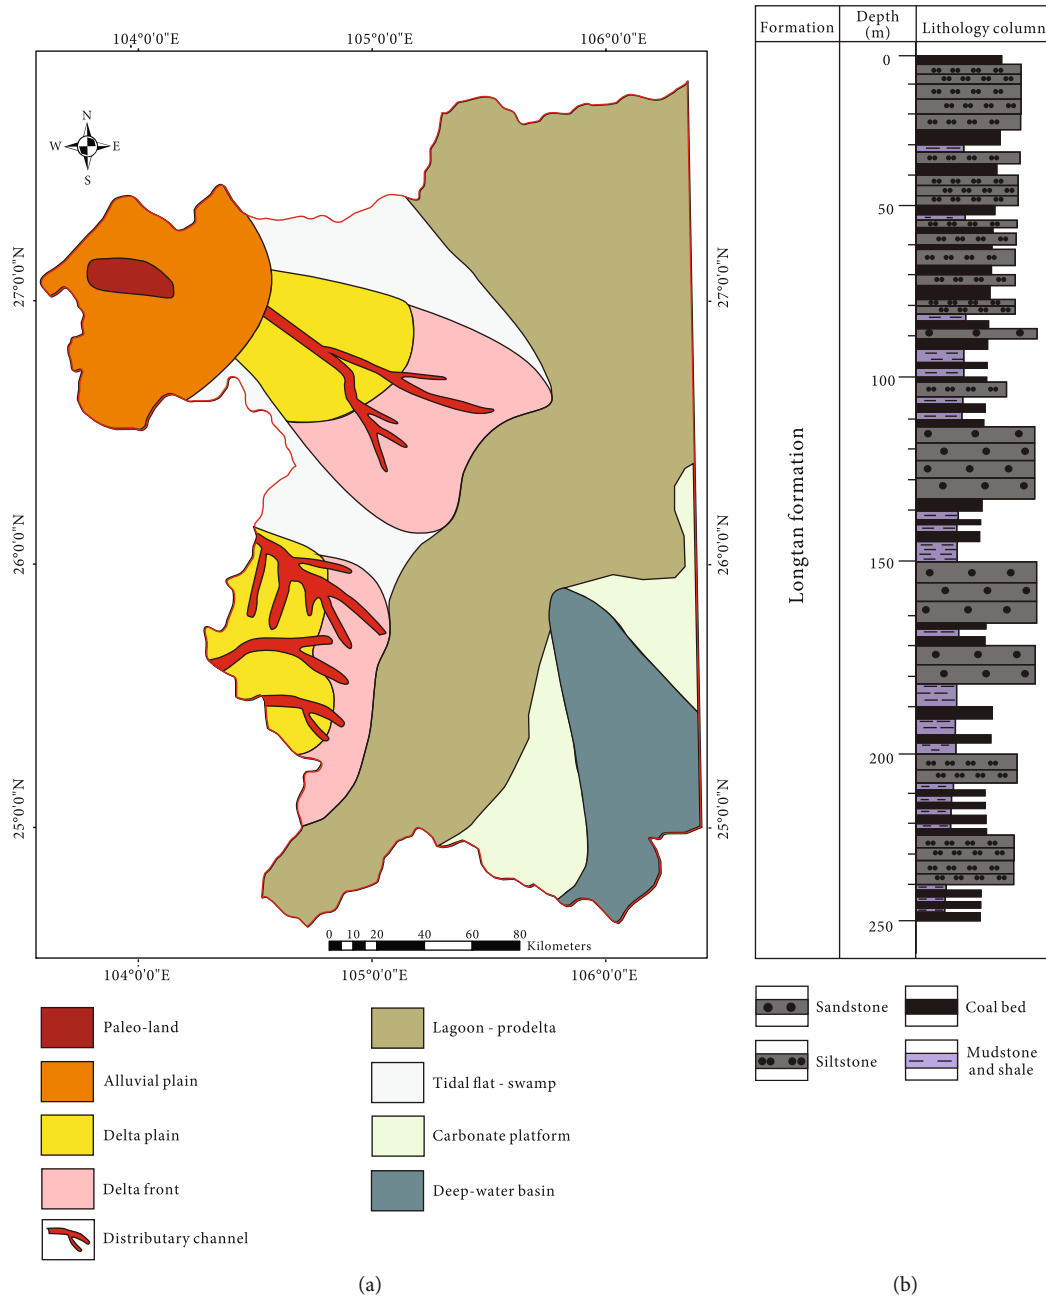 104°0'0"E 105°0'0"E 106°0'0"E
N
W E
S
27°0'0"N 27°0'0"N
26°0'0"N 26°0'0"N
25°0'0"N 25°0'0"N
0 10 20 40 60 80
Kilometers
104°0'0"E 105°0'0"E 106°0'0"E
Paleo-land
Alluvial plain
Delta plain
Delta front
Distributary channel
Lagoon - prodelta
Tidal flat - swamp
Carbonate platform
Deep-water basin
(a)
Formation
Depth
(m)
Lithology column
Longtan formation
0
50
100
150
200
250
Sandstone
Siltstone
Coal bed
Mudstone
and shale
(b)